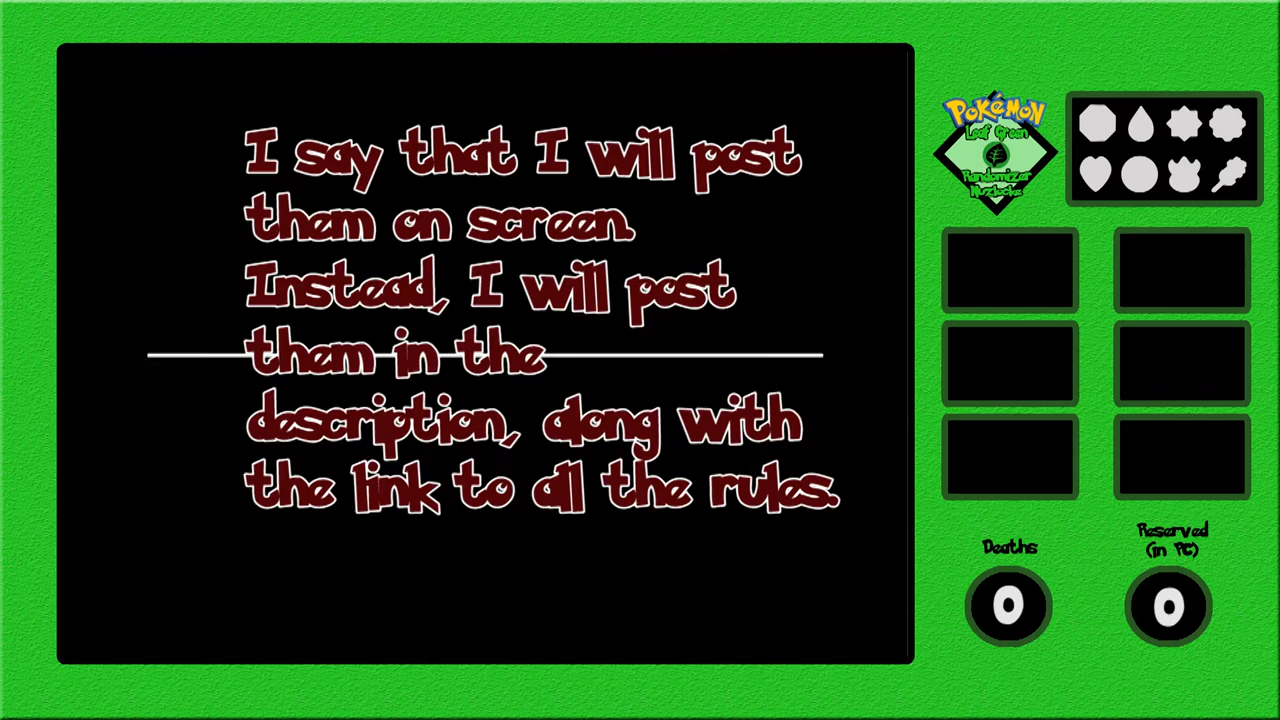 I say that I will post
them on screen.
Instead, I will post
them in the
description, along with
the link to all the rules.
POKéMON
Leaf Green
Randomizer
Nuzlocke
Deaths
0
Reserved
(in PC)
0